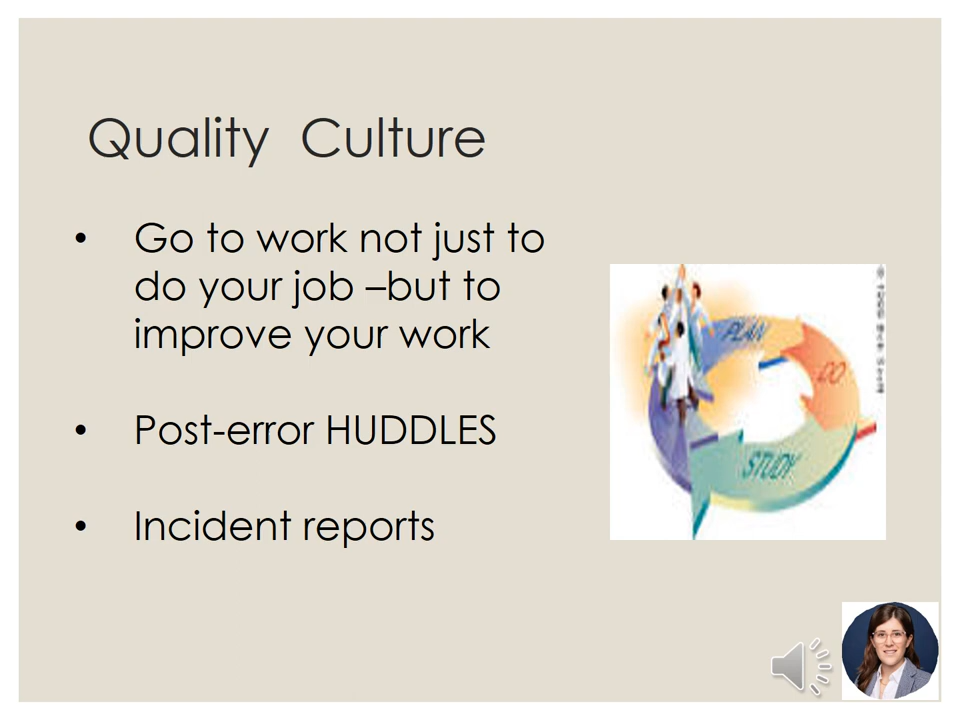 Quality Culture
• Go to work not just to
do your job –but to
improve your work
• Post-error HUDDLES
• Incident reports
PLAN
DO
STUDY